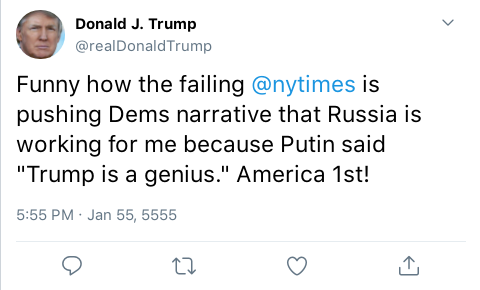 Donald J. Trump
@realDonaldTrump
Funny how the failing @nytimes is
pushing Dems narrative that Russia is
working for me because Putin said
"Trump is a genius." America 1st!
5:55 PM · Jan 55, 5555